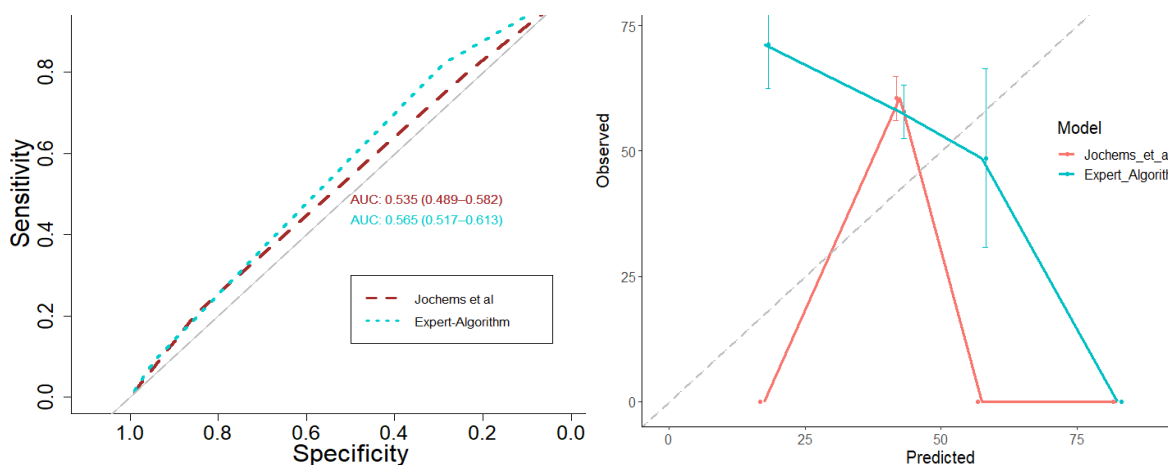 Sensitivity
0.0
0.2
0.4
0.6
0.8
AUC: 0.535 (0.489–0.582)
AUC: 0.565 (0.517–0.613)
Jochems et al
Expert-Algorithm
1.0
0.8
0.6
0.4
0.2
0.0
Specificity
Observed
75
50
25
0
Model
Jochems_et_a
Expert_Algorith
0
25
50
75
Predicted